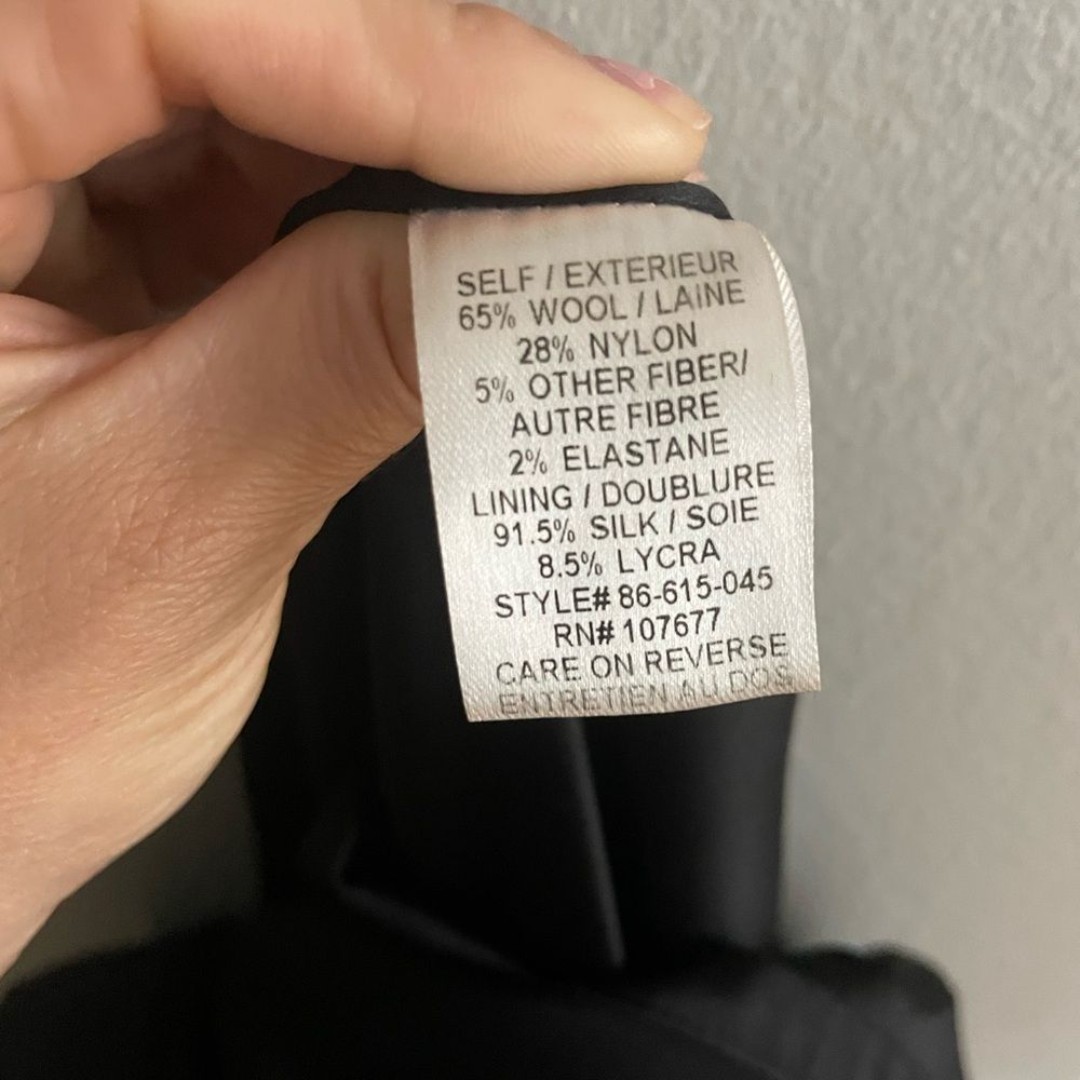 SELF / EXTERIEUR
65% WOOL / LAINE
28% NYLON
5% OTHER FIBER/
AUTRE FIBRE
2% ELASTANE
LINING / DOUBLURE
91.5% SILK / SOIE
8.5% LYCRA
STYLE# 86-615-045
RN# 107677
CARE ON REVERSE
ENTRETIEN AU DOS